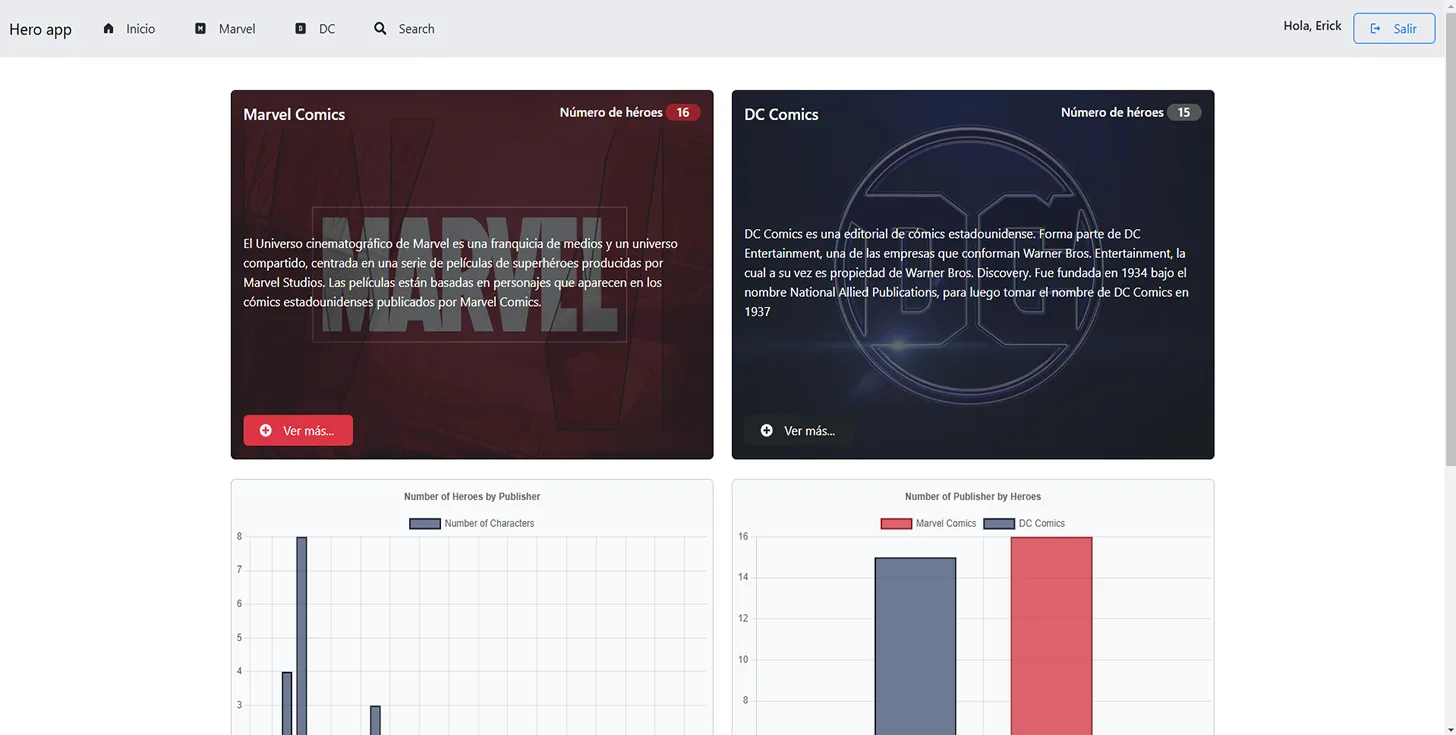 Hero app Inicio Marvel DC Search Hola, Erick Salir
Marvel Comics Número de héroes 16
MARVEL
El Universo cinematográfico de Marvel es una franquicia de medios y un universo
compartido, centrada en una serie de películas de superhéroes producidas por
Marvel Studios. Las películas están basadas en personajes que aparecen en los
cómics estadounidenses publicados por Marvel Comics.
Ver más...
DC Comics Número de héroes 15
DC
DC Comics es una editorial de cómics estadounidense. Forma parte de DC
Entertainment, una de las empresas que conforman Warner Bros. Entertainment, la
cual a su vez es propiedad de Warner Bros. Discovery. Fue fundada en 1934 bajo el
nombre National Allied Publications, para luego tomar el nombre de DC Comics en
1937
Ver más...
Number of Heroes by Publisher
Number of Characters
8
7
6
5
4
3
Number of Publisher by Heroes
Marvel Comics DC Comics
16
14
12
10
8